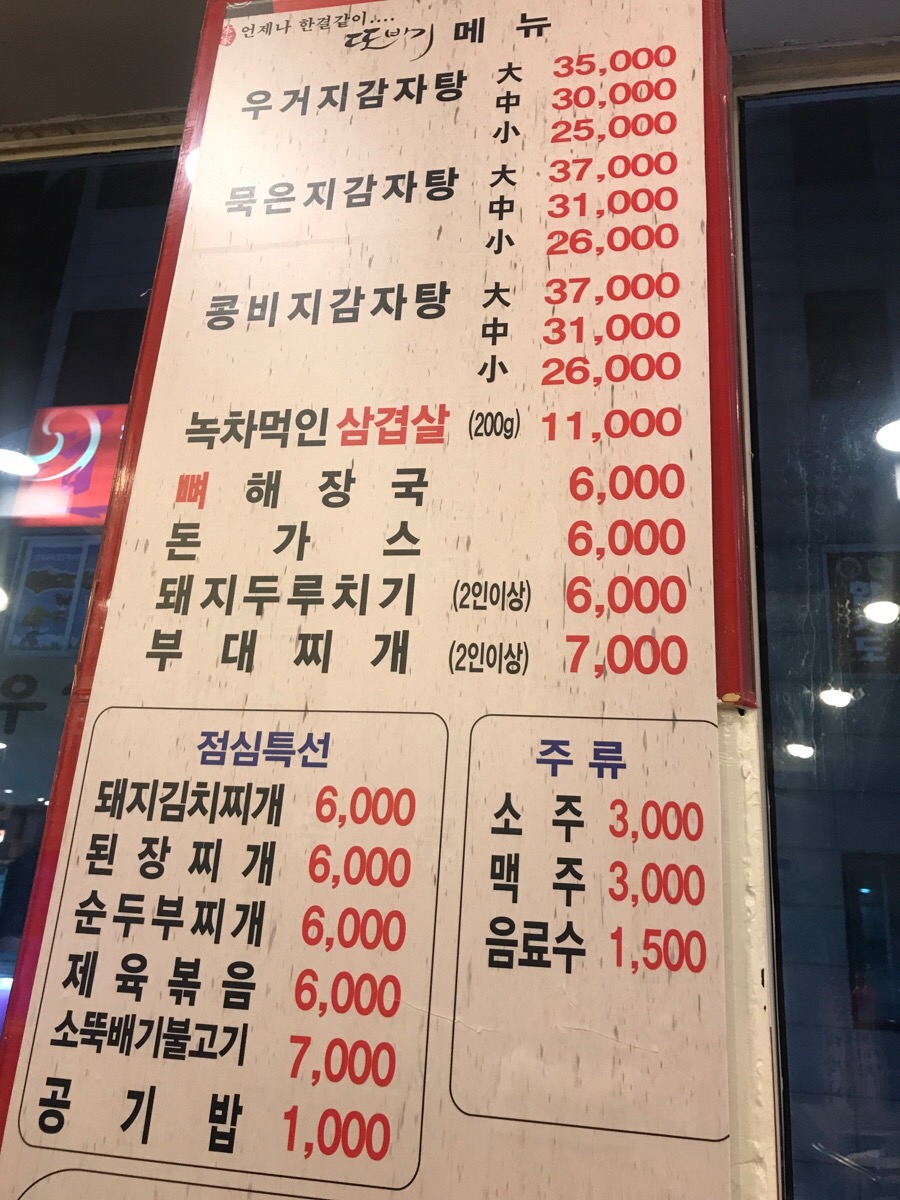 언제나 한결같이....
또바기 메뉴
우거지감자탕 大 35,000
中 30,000
小 25,000
묵은지감자탕 大 37,000
中 31,000
小 26,000
콩비지감자탕 大 37,000
中 31,000
小 26,000
녹차먹인 삼겹살 (200g) 11,000
뼈해장국 6,000
돈가스 6,000
돼지두루치기 (2인이상) 6,000
부대찌개 (2인이상) 7,000
점심특선
돼지김치찌개 6,000
된장찌개 6,000
순두부찌개 6,000
제육볶음 6,000
소뚝배기불고기 7,000
공기밥 1,000
주류
소주 3,000
맥주 3,000
음료수 1,500